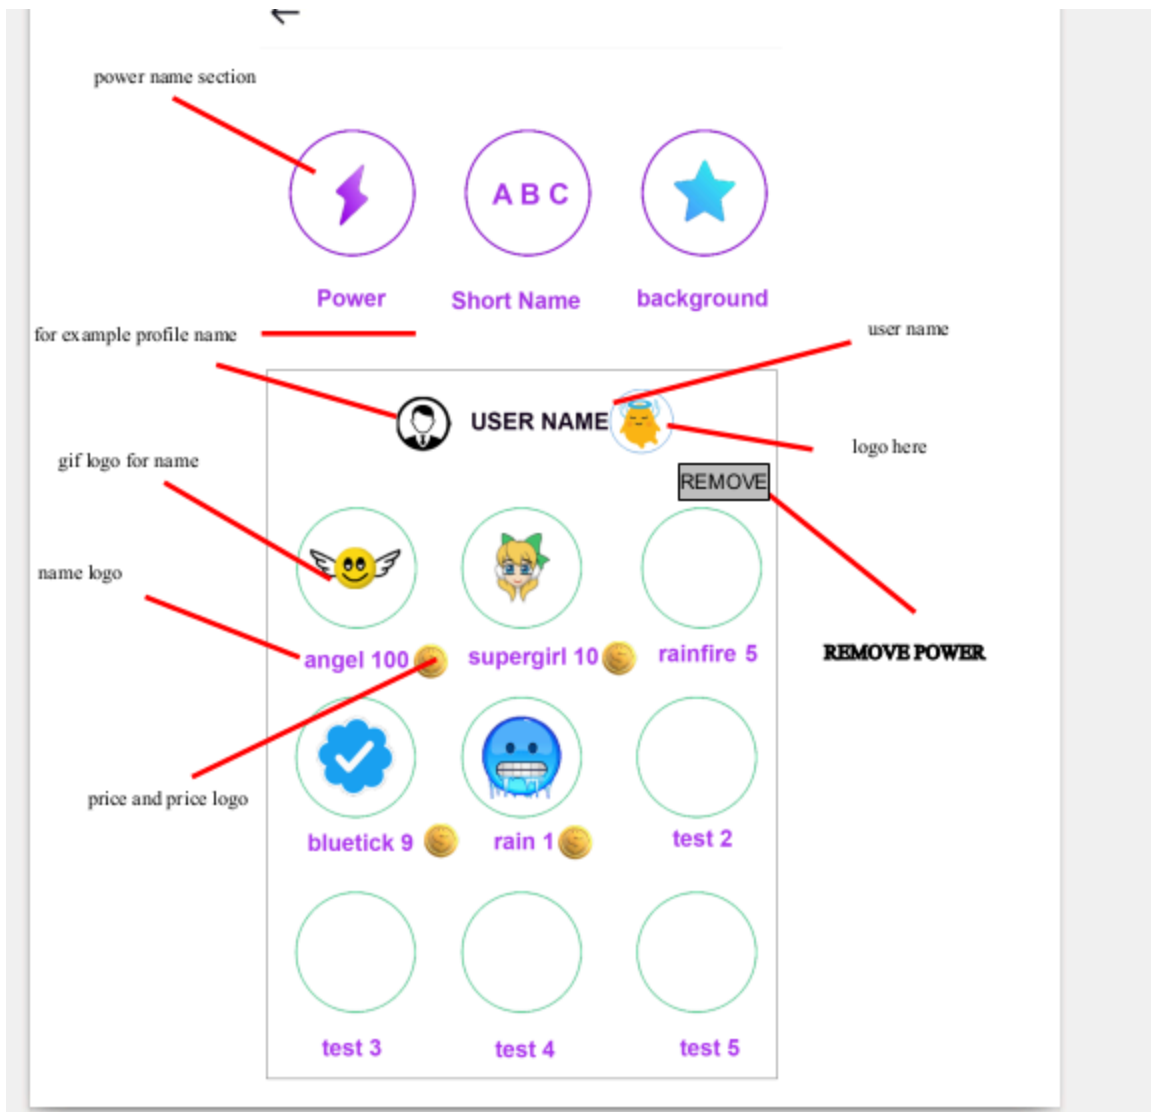 power name section
A B C
Power
Short Name
background
for example profile name
user name
USER NAME
logo here
gif logo for name
REMOVE
name logo
angel 100
supergirl 10
rainfire 5
REMOVE POWER
price and price logo
bluetick 9
rain 1
test 2
test 3
test 4
test 5